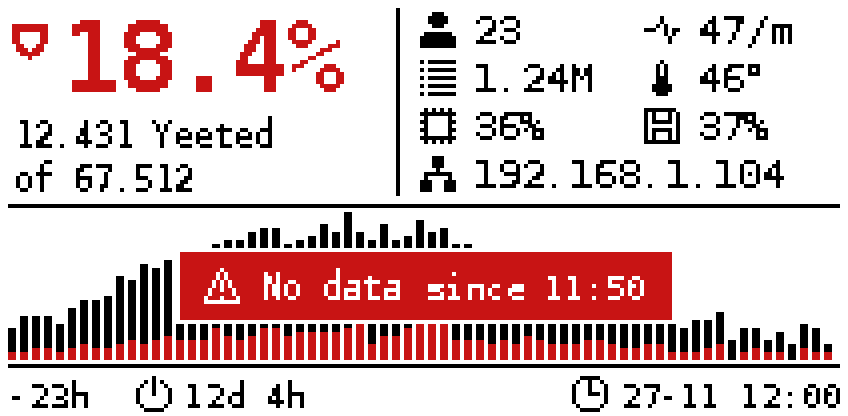 18.4%
12.431 Yeeted
of 67.512
23
47/m
1.24M
46°
36%
37%
192.168.1.104
No data since 11:50
-23h
12d 4h
27-11 12:00